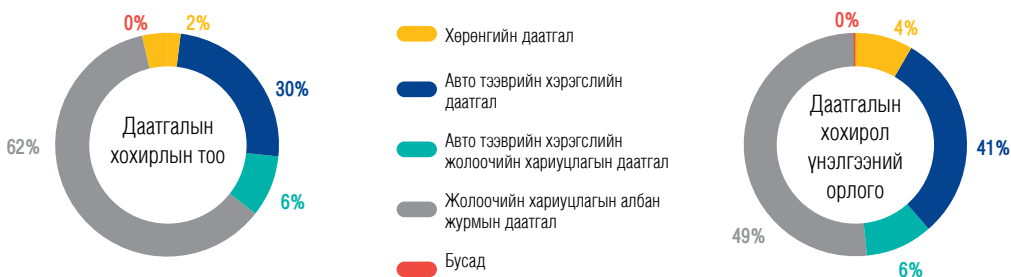 0%
2%
30%
6%
62%
Даатгалын
хохирлын тоо
Хөрөнгийн даатгал
Авто тээврийн хэрэгслийн
даатгал
Авто тээврийн хэрэгслийн
жолоочийн хариуцлагын даатгал
Жолоочийн хариуцлагын албан
журмын даатгал
Бусад
0%
4%
41%
6%
49%
Даатгалын
хохирол
үнэлгээний
орлого